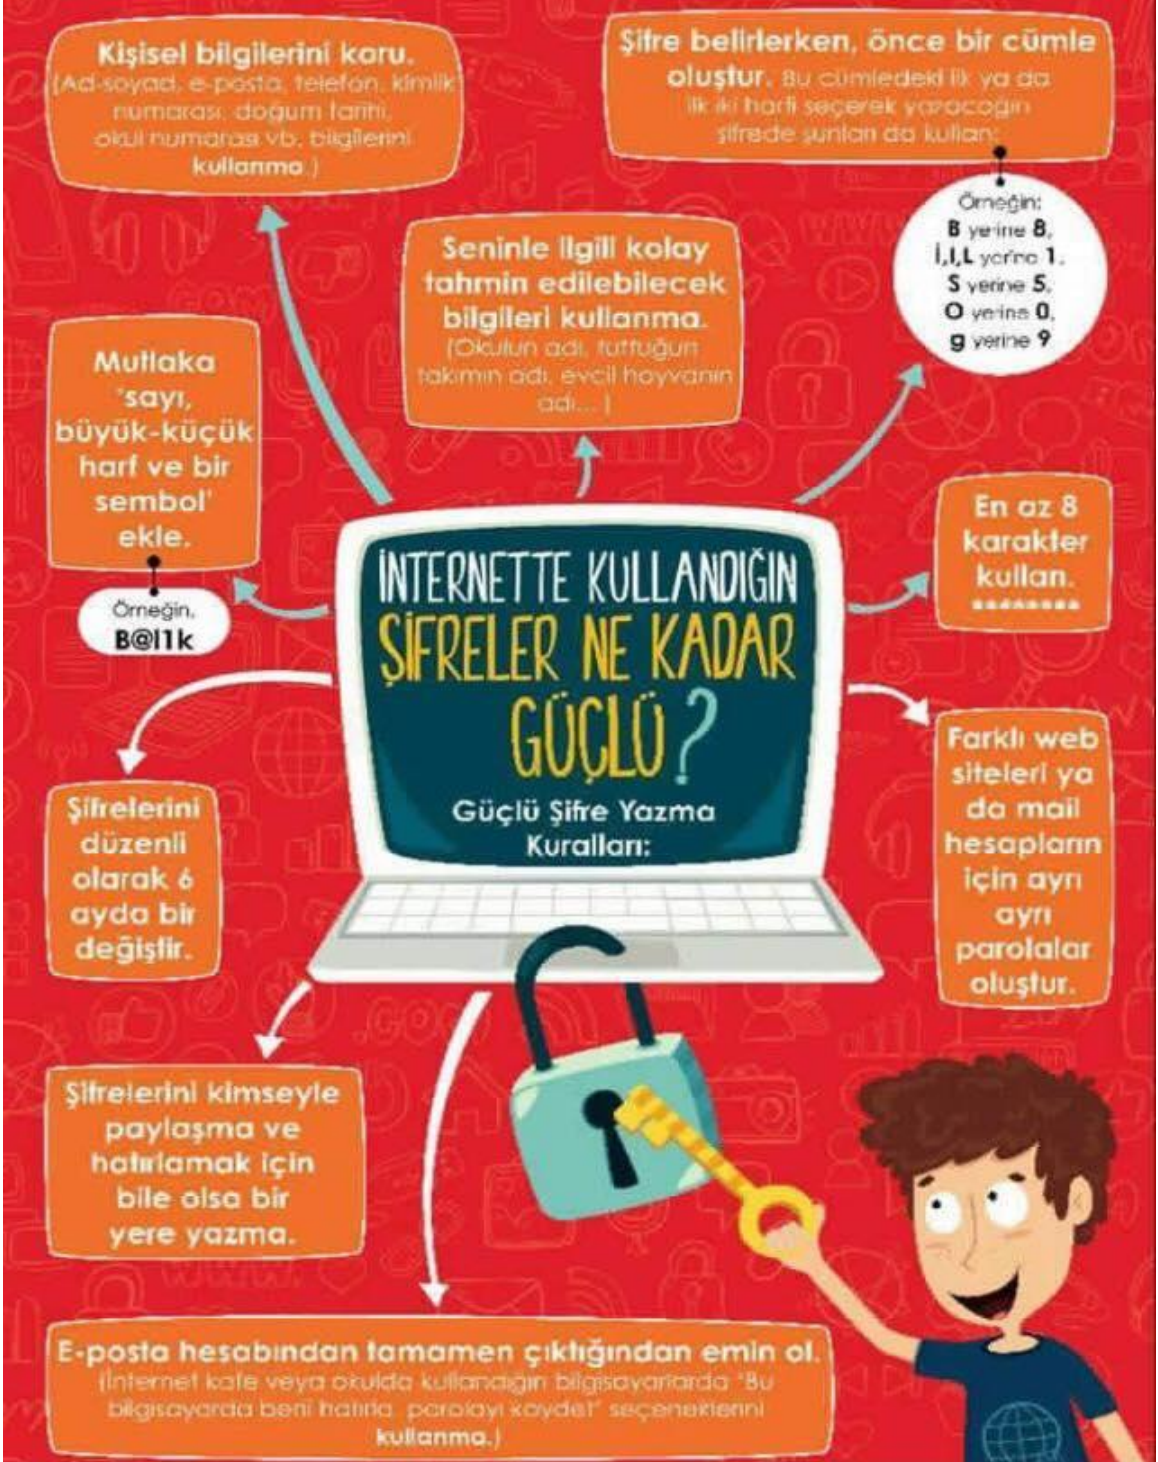 Kişisel bilgilerini koru.
(Ad-soyad, e-posta, telefon, kimlik
numarası, doğum tarihi,
okul numarası vb. bilgilerini
kullanma.)
Şifre belirlerken, önce bir cümle
oluştur. Bu cümledeki ilk ya da
ilk iki harfi seçerek yazacağın
şifrede şunları da kullan:
Örneğin:
B yerine 8,
İ,I,L yerine 1,
S yerine 5,
O yerine 0,
g yerine 9
Seninle ilgili kolay
tahmin edilebilecek
bilgileri kullanma.
(Okulun adı, tuttuğun
takımın adı, evcil hayvanın
adı... )
Mutlaka
'sayı,
büyük-küçük
harf ve bir
sembol'
ekle.
Örneğin,
B@l1k
En az 8
karakter
kullan.
********
İNTERNETTE KULLANDIĞIN
ŞİFRELER NE KADAR
GÜÇLÜ?
Güçlü Şifre Yazma
Kuralları:
Farklı web
siteleri ya
da mail
hesapların
için ayrı
ayrı
parolalar
oluştur.
Şifrelerini
düzenli
olarak 6
ayda bir
değiştir.
Şifrelerini kimseyle
paylaşma ve
hatırlamak için
bile olsa bir
yere yazma.
E-posta hesabından tamamen çıktığından emin ol.
(İnternet kafe veya okulda kullandığın bilgisayarlarda "Bu
bilgisayarda beni hatırla, parolayı kaydet" seçeneklerini
kullanma.)